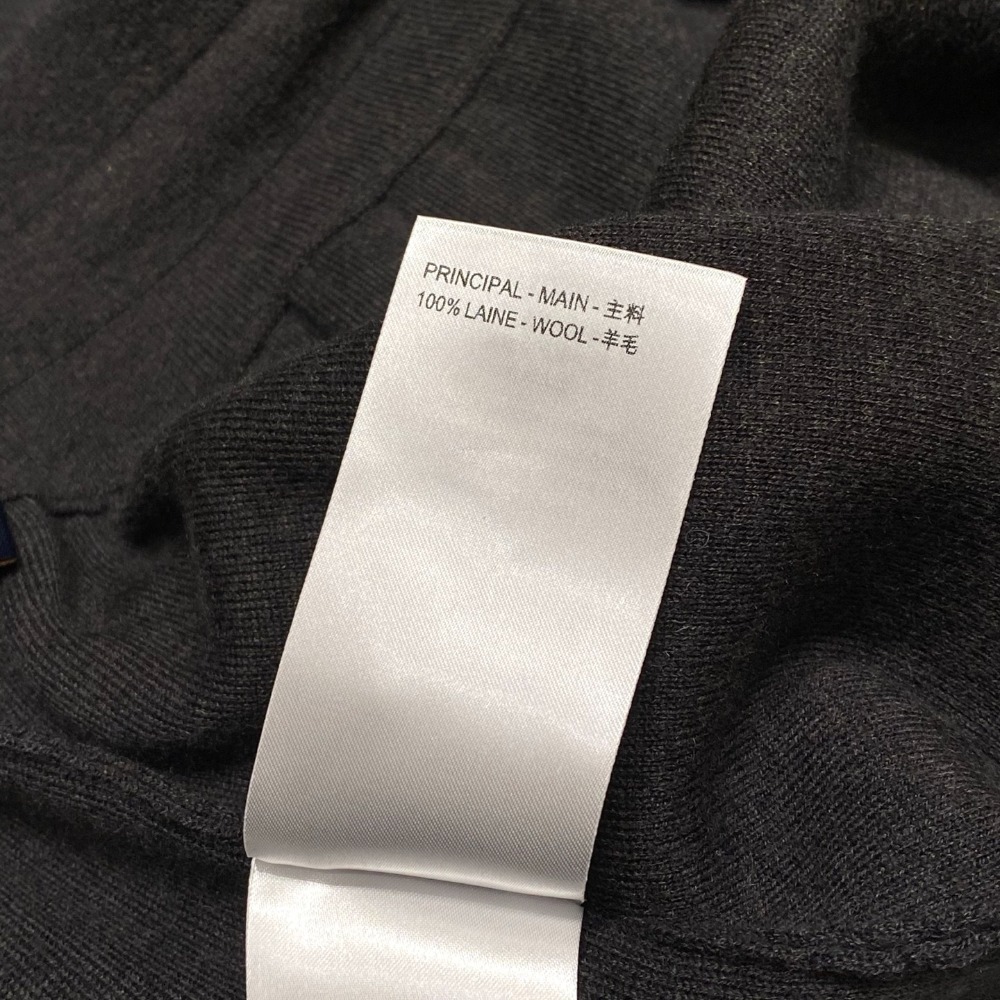 PRINCIPAL - MAIN - 主料
100% LAINE - WOOL -羊毛